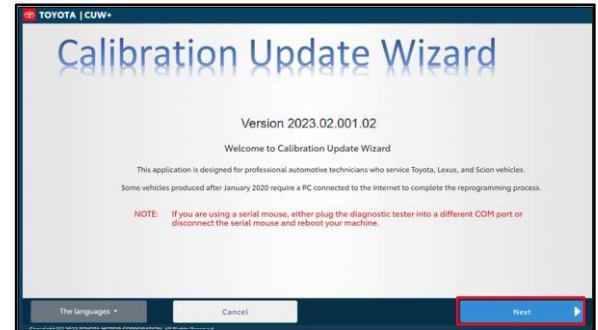 TOYOTA | CUW+
Calibration Update Wizard
Version 2023.02.001.02
Welcome to Calibration Update Wizard
This application is designed for professional automotive technicians who service Toyota, Lexus, and Scion vehicles.
Some vehicles produced after January 2020 require a PC connected to the Internet to complete the reprogramming process.
NOTE: If you are using a serial mouse, either plug the diagnostic tester into a different COM port or
disconnect the serial mouse and reboot your machine.
The languages Cancel Next